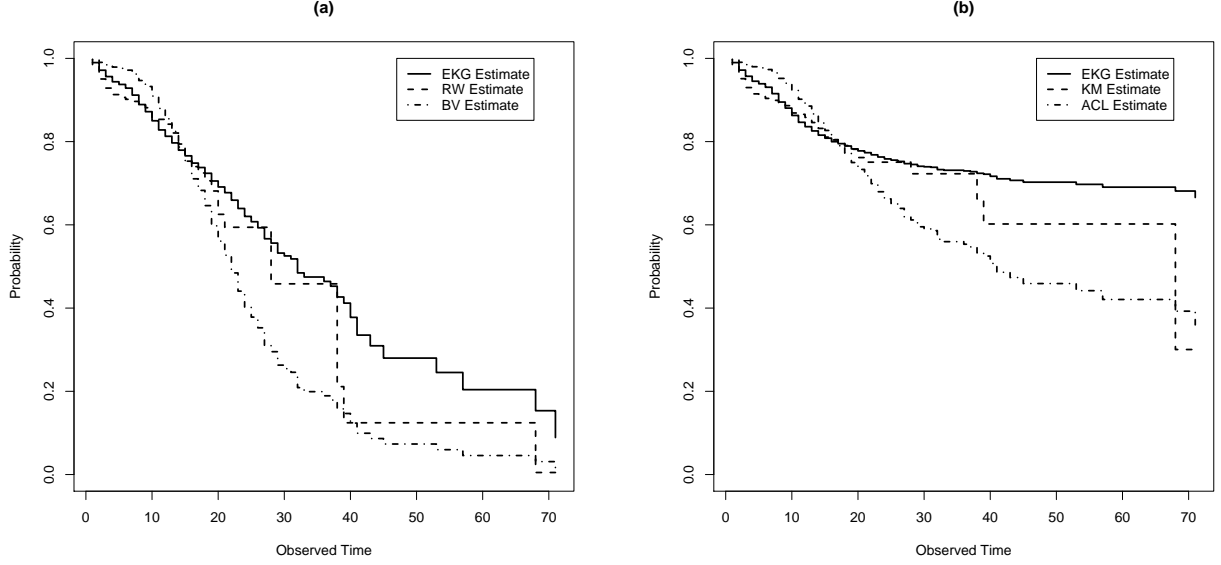 (a)
Probability
1.0
0.8
0.6
0.4
0.2
0.0
EKG Estimate
RW Estimate
BV Estimate
0 10 20 30 40 50 60 70
Observed Time
(b)
Probability
1.0
0.8
0.6
0.4
0.2
0.0
EKG Estimate
KM Estimate
ACL Estimate
0 10 20 30 40 50 60 70
Observed Time